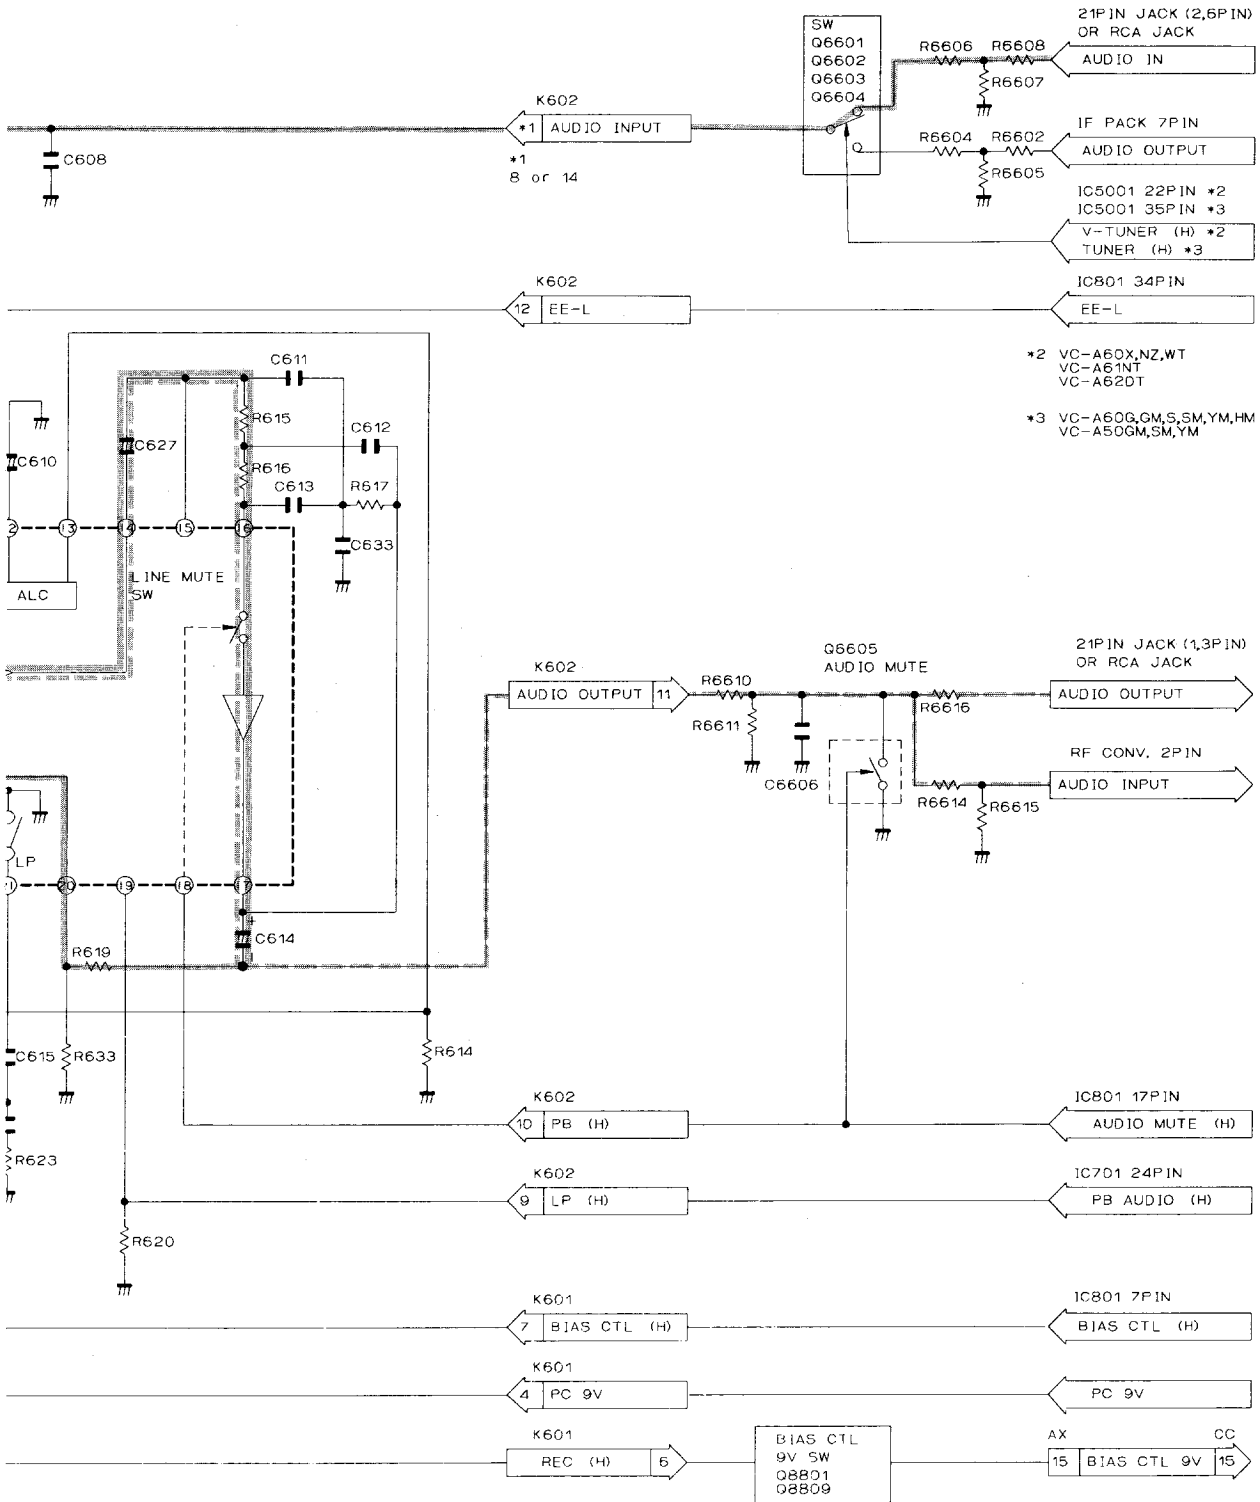 21PIN JACK (2,6PIN)
OR RCA JACK
SW
Q6601
Q6602
Q6603
Q6604
R6606
R6608
AUDIO IN
R6607
K602
*1 AUDIO INPUT
*1
8 or 14
C608
IF PACK 7PIN
R6604
R6602
AUDIO OUTPUT
R6605
IC5001 22PIN *2
IC5001 35PIN *3
V-TUNER (H) *2
TUNER (H) *3
K602
12 EE-L
IC801 34PIN
EE-L
*2 VC-A60X,NZ,WT
VC-A61NT
VC-A62DT
*3 VC-A60G,GM,S,SM,YM,HM
VC-A50GM,SM,YM
C611
R615
C612
C627
C610
R616
C613
R617
C633
2
13
14
15
16
LINE MUTE
SW
ALC
Q6605
AUDIO MUTE
21PIN JACK (1,3PIN)
OR RCA JACK
K602
AUDIO OUTPUT 11
R6610
R6611
R6616
AUDIO OUTPUT
C6606
RF CONV. 2PIN
AUDIO INPUT
R6614
R6615
LP
21
20
19
18
17
+
C614
R619
C615
R633
R614
K602
10 PB (H)
IC801 17PIN
AUDIO MUTE (H)
R623
K602
9 LP (H)
IC701 24PIN
PB AUDIO (H)
R620
K601
7 BIAS CTL (H)
IC801 7PIN
BIAS CTL (H)
K601
4 PC 9V
PC 9V
K601
REC (H) 6
BIAS CTL
9V SW
Q8801
Q8809
AX
CC
15 BIAS CTL 9V 15